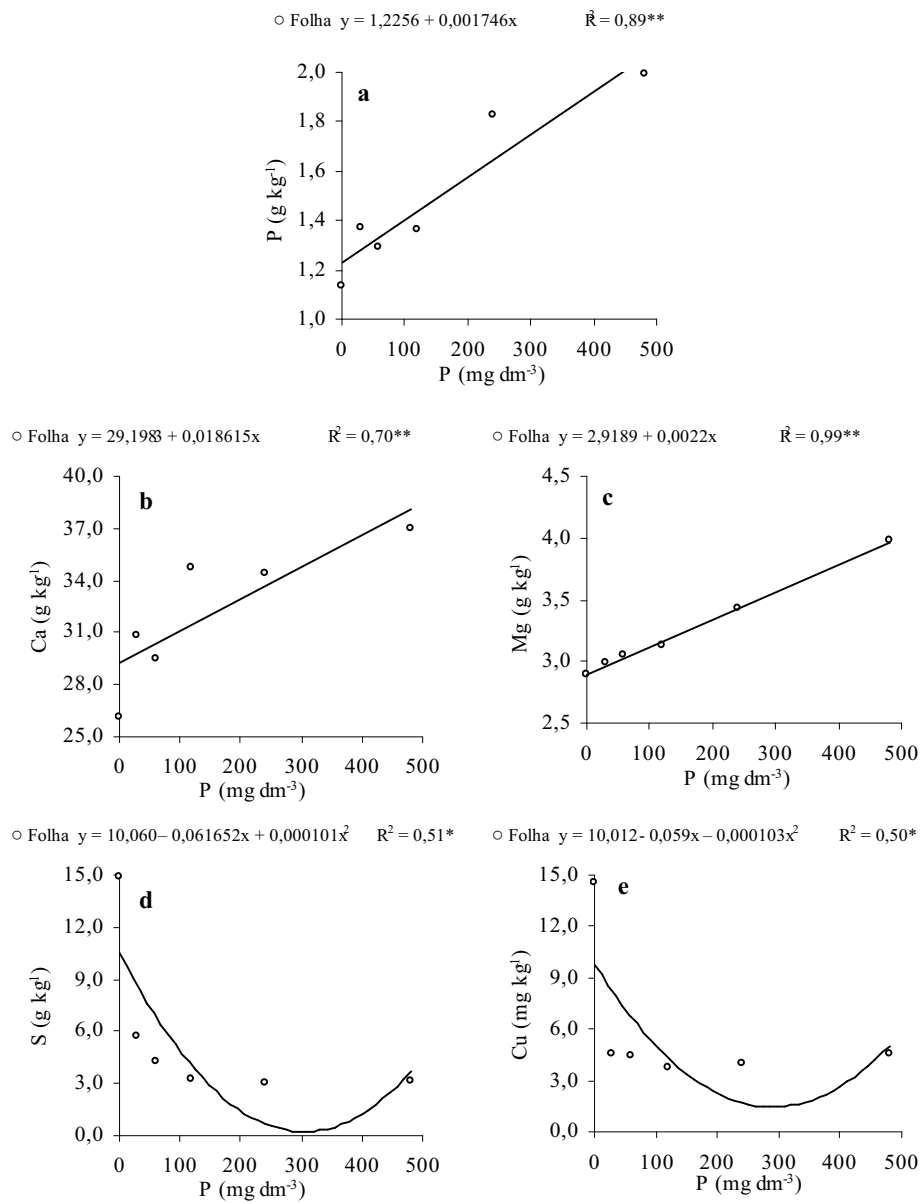 ○ Folha y = 1,2256 + 0,001746x R² = 0,89**
2,0
a
1,8
1,6
1,4
1,2
1,0
P (g kg⁻¹)
0 100 200 300 400 500
P (mg dm⁻³)
○ Folha y = 29,1983 + 0,018615x R² = 0,70**
40,0
b
37,0
34,0
31,0
28,0
25,0
Ca (g kg¹)
0 100 200 300 400 500
P (mg dm⁻³)
○ Folha y = 2,9189 + 0,0022x R² = 0,99**
4,5
c
4,0
3,5
3,0
2,5
Mg (g kg¹)
0 100 200 300 400 500
P (mg dm⁻³)
○ Folha y = 10,060 – 0,061652x + 0,000101x² R² = 0,51*
15,0
d
12,0
9,0
6,0
3,0
0,0
S (g kg¹)
0 100 200 300 400 500
P (mg dm⁻³)
○ Folha y = 10,012 - 0,059x – 0,000103x² R² = 0,50*
15,0
e
12,0
9,0
6,0
3,0
0,0
Cu (mg kg¹)
0 100 200 300 400 500
P (mg dm⁻³)